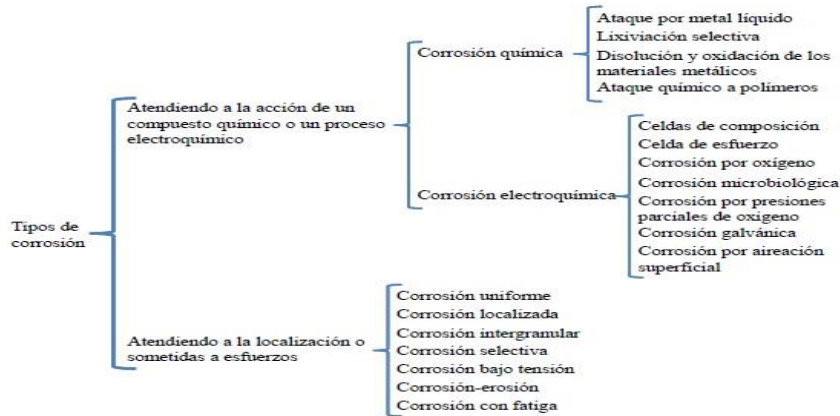 Tipos de
corrosión
Atendiendo a la acción de un
compuesto químico o un proceso
electroquímico
Corrosión química
Ataque por metal líquido
Lixiviación selectiva
Disolución y oxidación de los
materiales metálicos
Ataque químico a polímeros
Corrosión electroquímica
Celdas de composición
Celda de esfuerzo
Corrosión por oxígeno
Corrosión microbiológica
Corrosión por presiones
parciales de oxigeno
Corrosión galvánica
Corrosión por aireación
superficial
Atendiendo a la localización o
sometidas a esfuerzos
Corrosión uniforme
Corrosión localizada
Corrosión intergranular
Corrosión selectiva
Corrosión bajo tensión
Corrosión-erosión
Corrosión con fatiga